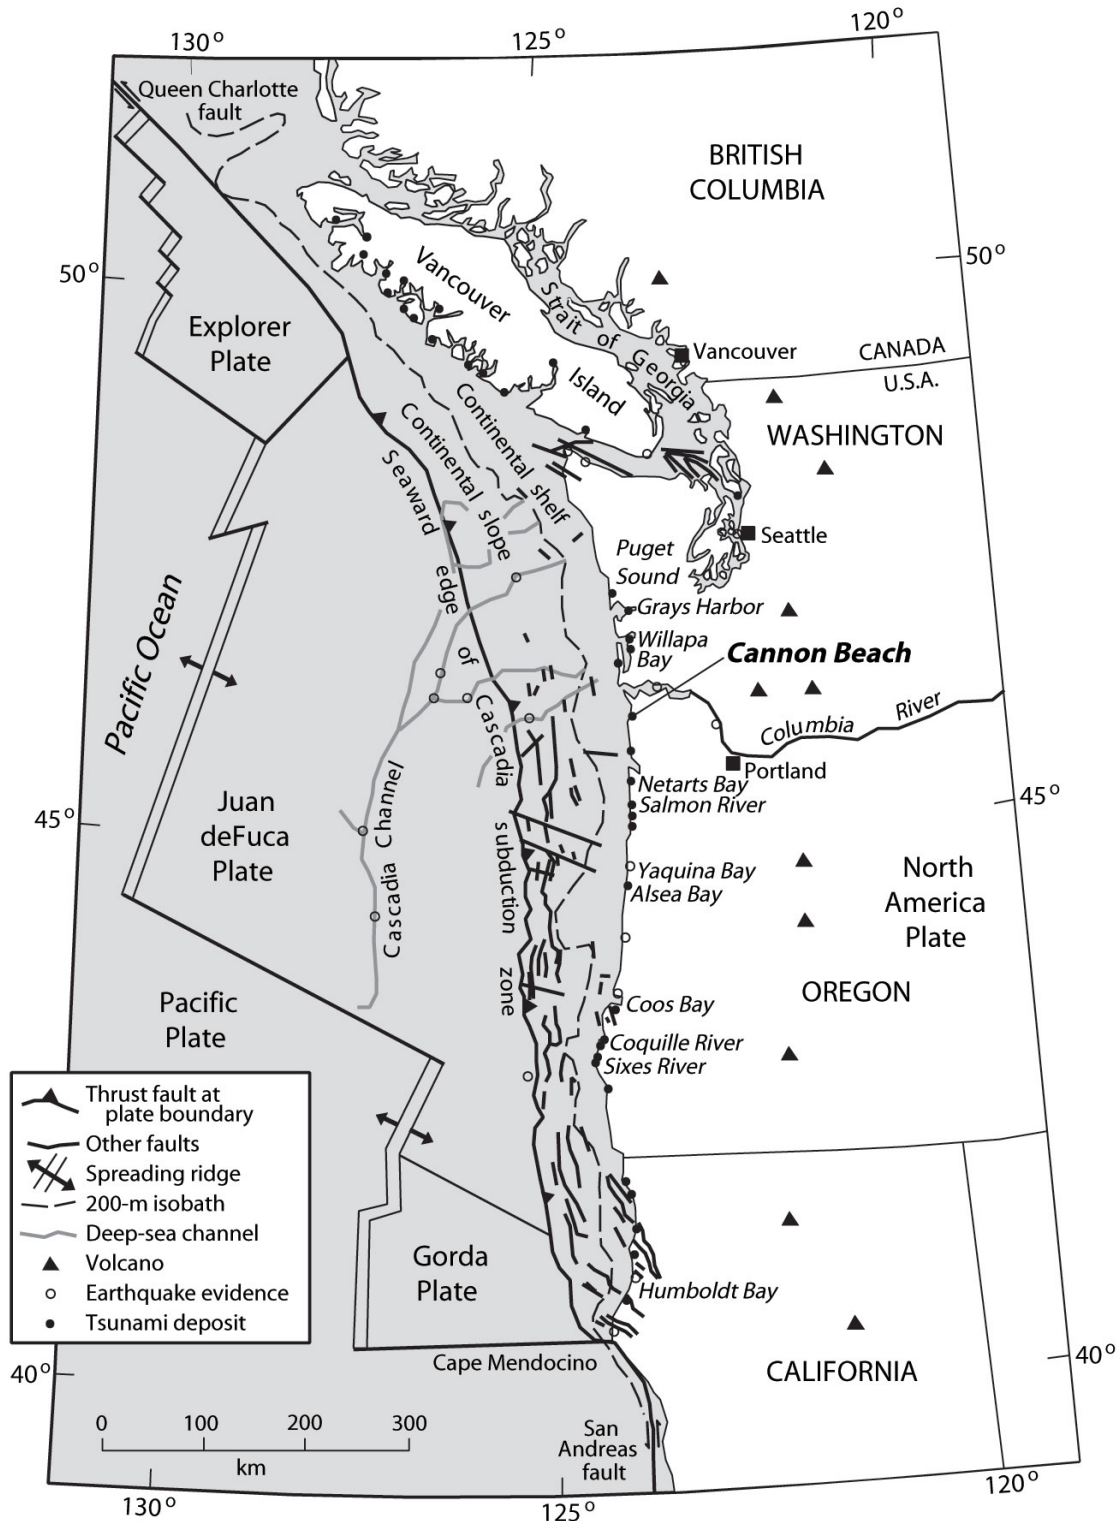 130°
125°
120°
Queen Charlotte
fault
BRITISH
COLUMBIA
50°
50°
Vancouver
Island
Strait of Georgia
Explorer
Plate
Vancouver
CANADA
U.S.A.
WASHINGTON
Continental shelf
Continental slope
Seaward edge of Cascadia subduction zone
Seattle
Puget
Sound
Grays Harbor
Willapa
Bay
Cannon Beach
Pacific Ocean
Columbia River
Portland
Netarts Bay
Salmon River
Juan
deFuca
Plate
Cascadia Channel
45°
45°
Yaquina Bay
Alsea Bay
North
America
Plate
OREGON
Pacific
Plate
Coos Bay
Coquille River
Sixes River
Thrust fault at
plate boundary
Other faults
Spreading ridge
200-m isobath
Deep-sea channel
Volcano
Earthquake evidence
Tsunami deposit
Gorda
Plate
Humboldt Bay
Cape Mendocino
CALIFORNIA
40°
40°
0 100 200 300
km
San
Andreas
fault
130°
125°
120°